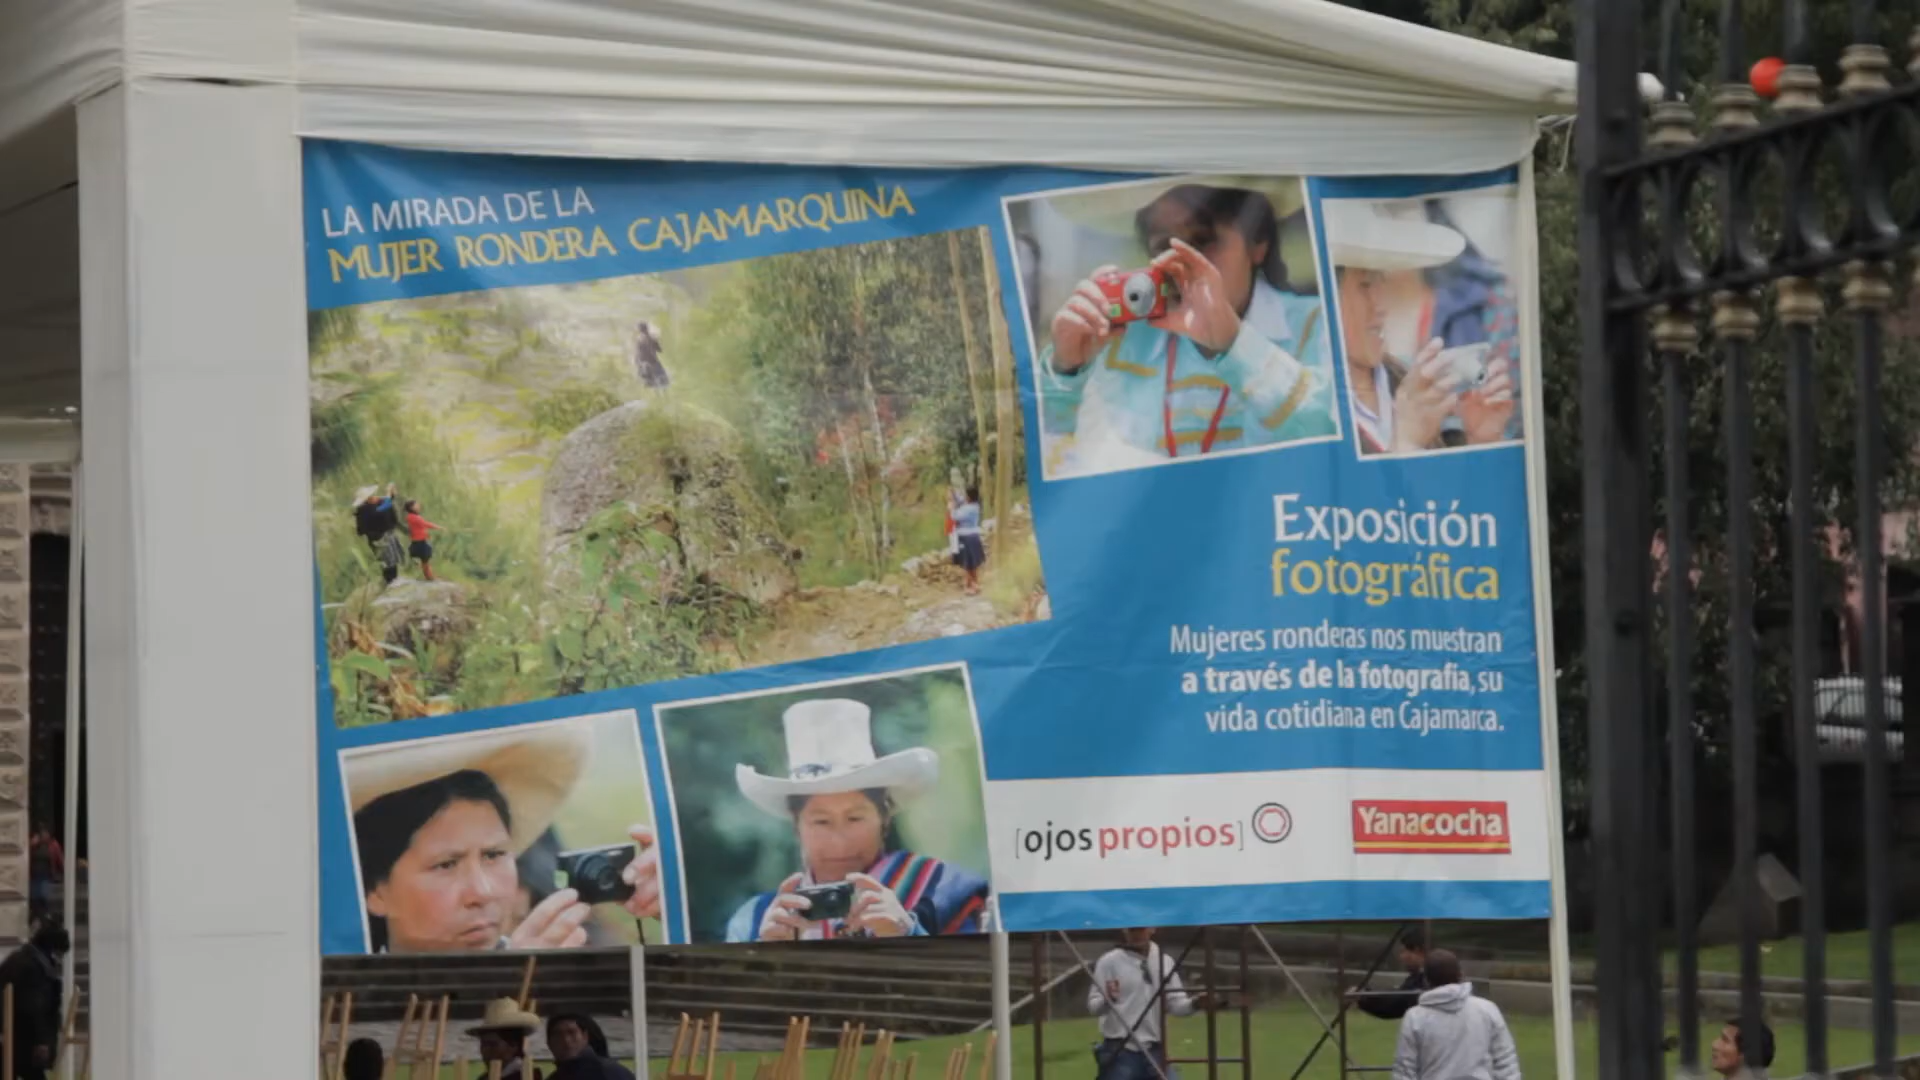 LA MIRADA DE LA
MUJER RONDERA CAJAMARQUINA
Exposición
fotográfica
Mujeres ronderas nos muestran
a través de la fotografia, su
vida cotidiana en Cajamarca.
[ojos propios]
Yanacocha